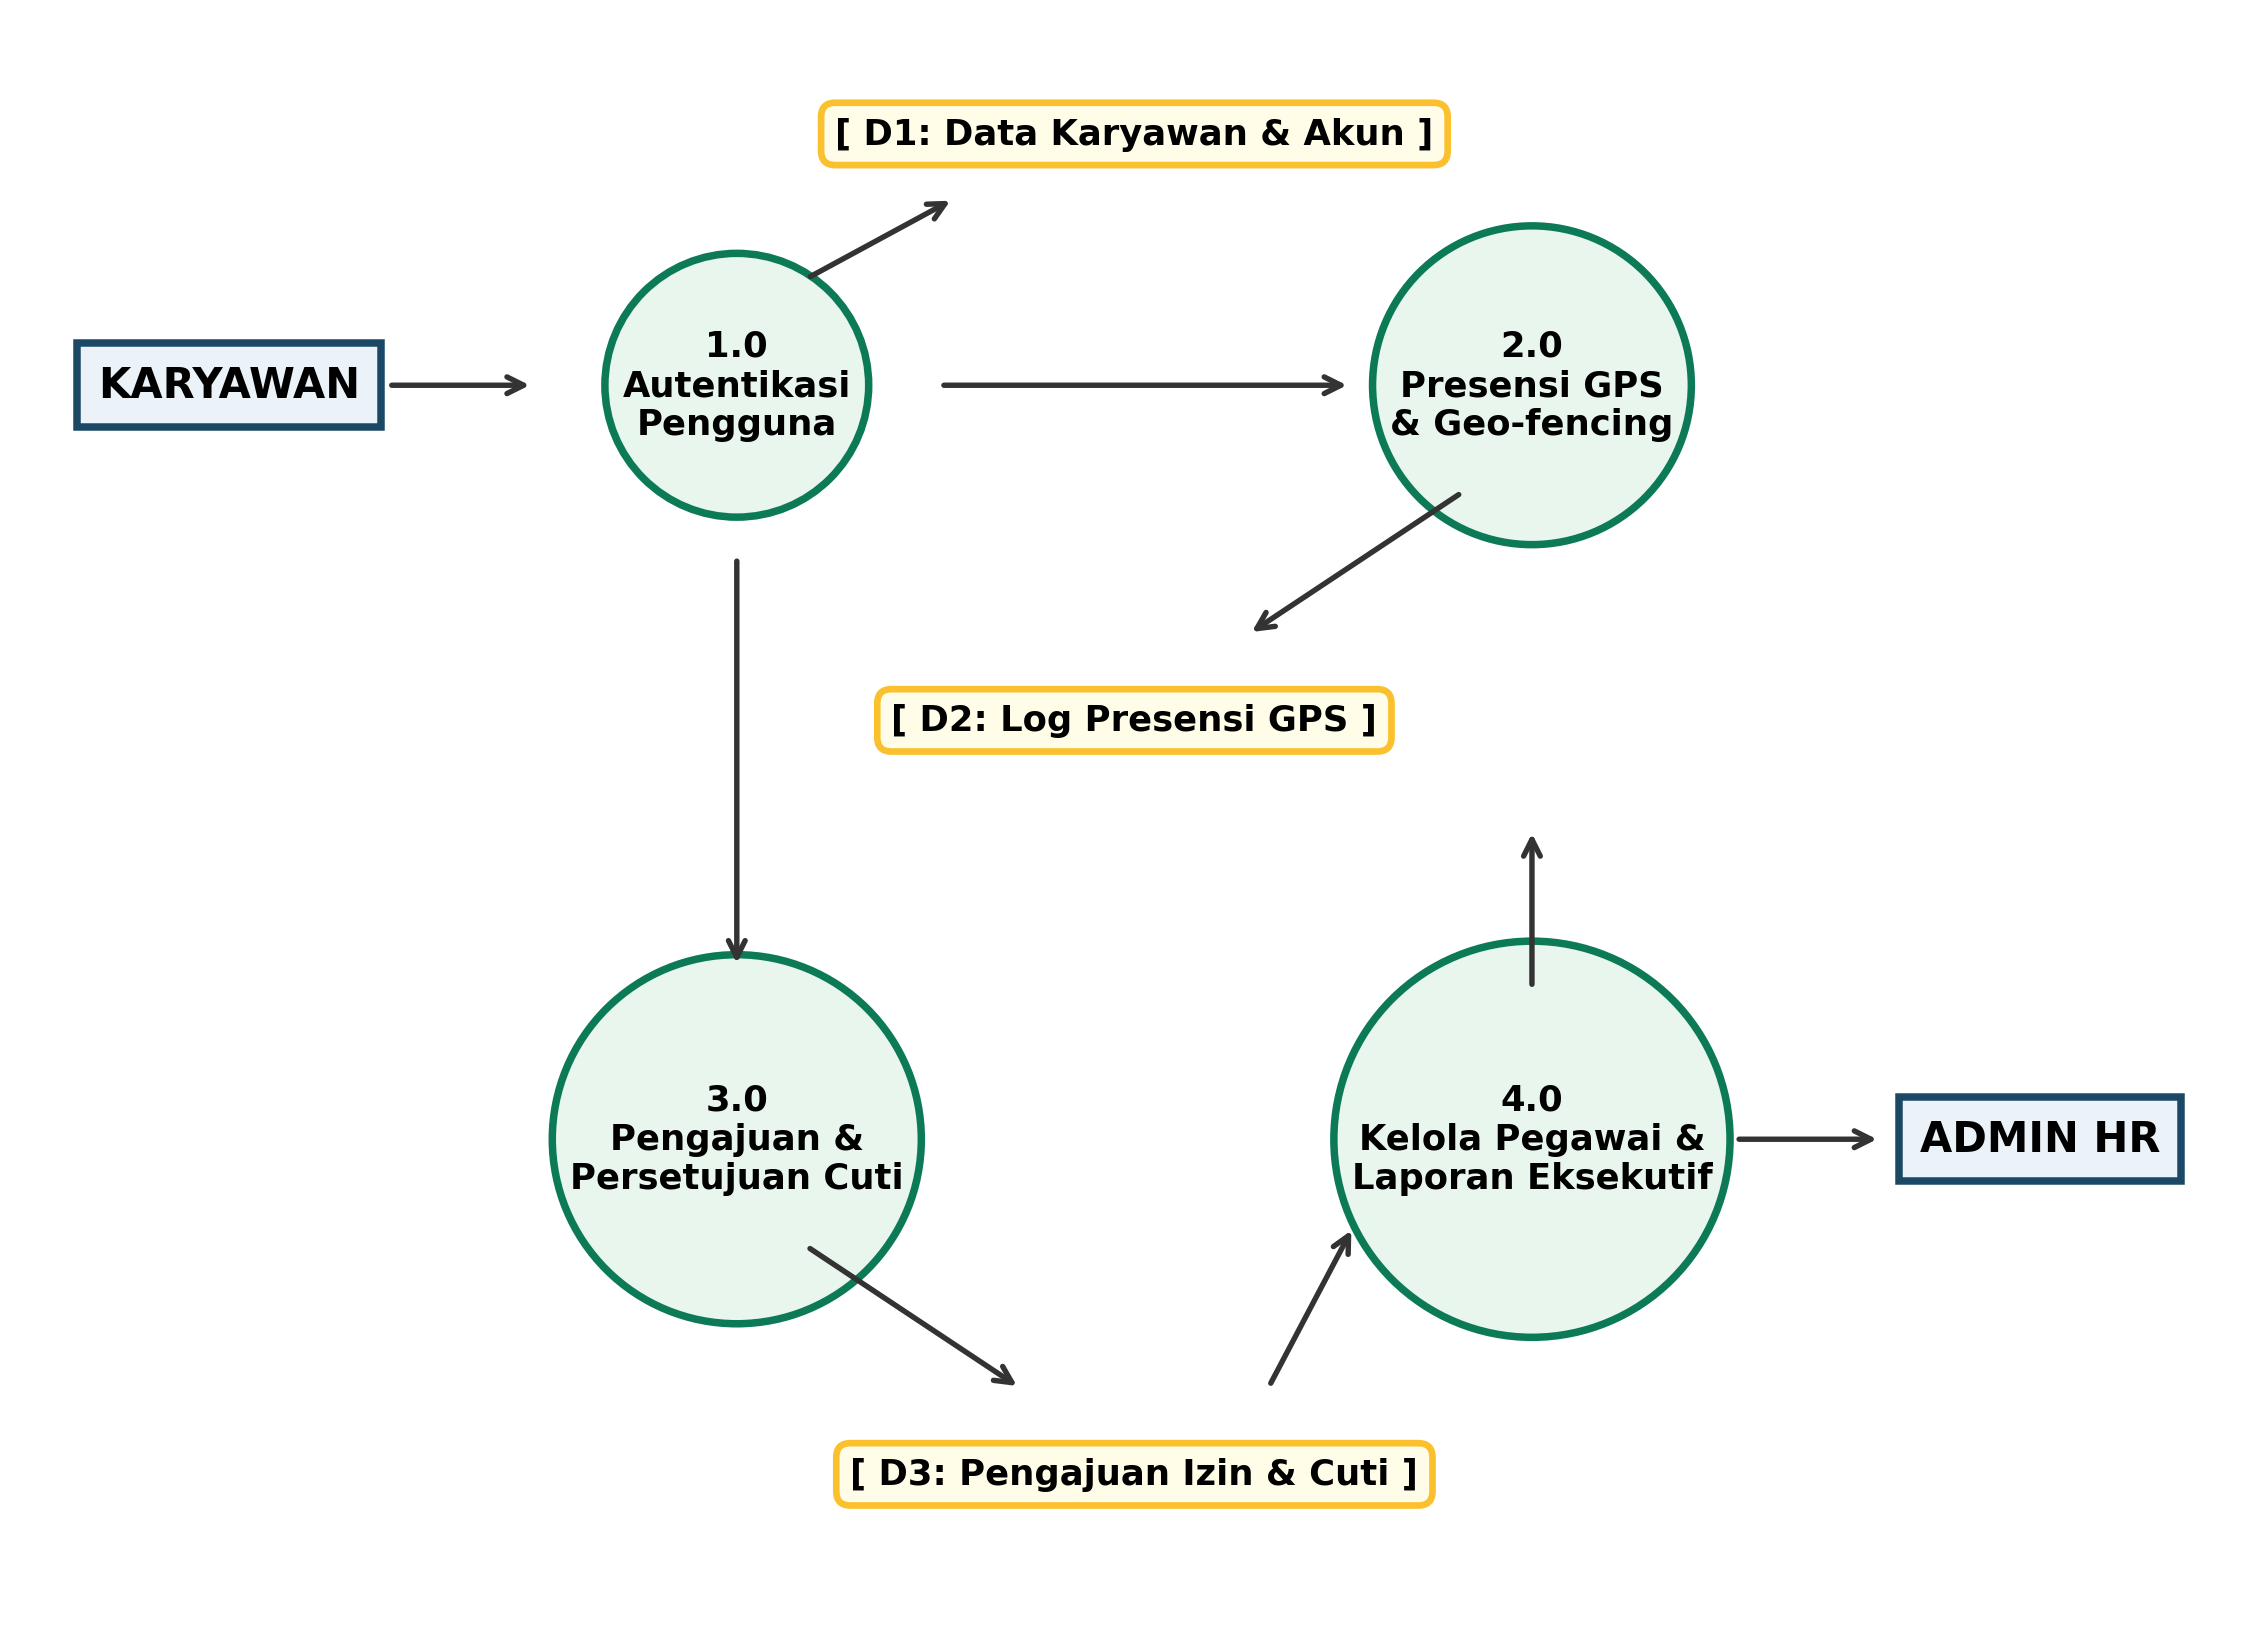 [ D1: Data Karyawan & Akun ]
KARYAWAN
1.0
Autentikasi
Pengguna
2.0
Presensi GPS
& Geo-fencing
[ D2: Log Presensi GPS ]
3.0
Pengajuan &
Persetujuan Cuti
4.0
Kelola Pegawai &
Laporan Eksekutif
ADMIN HR
[ D3: Pengajuan Izin & Cuti ]